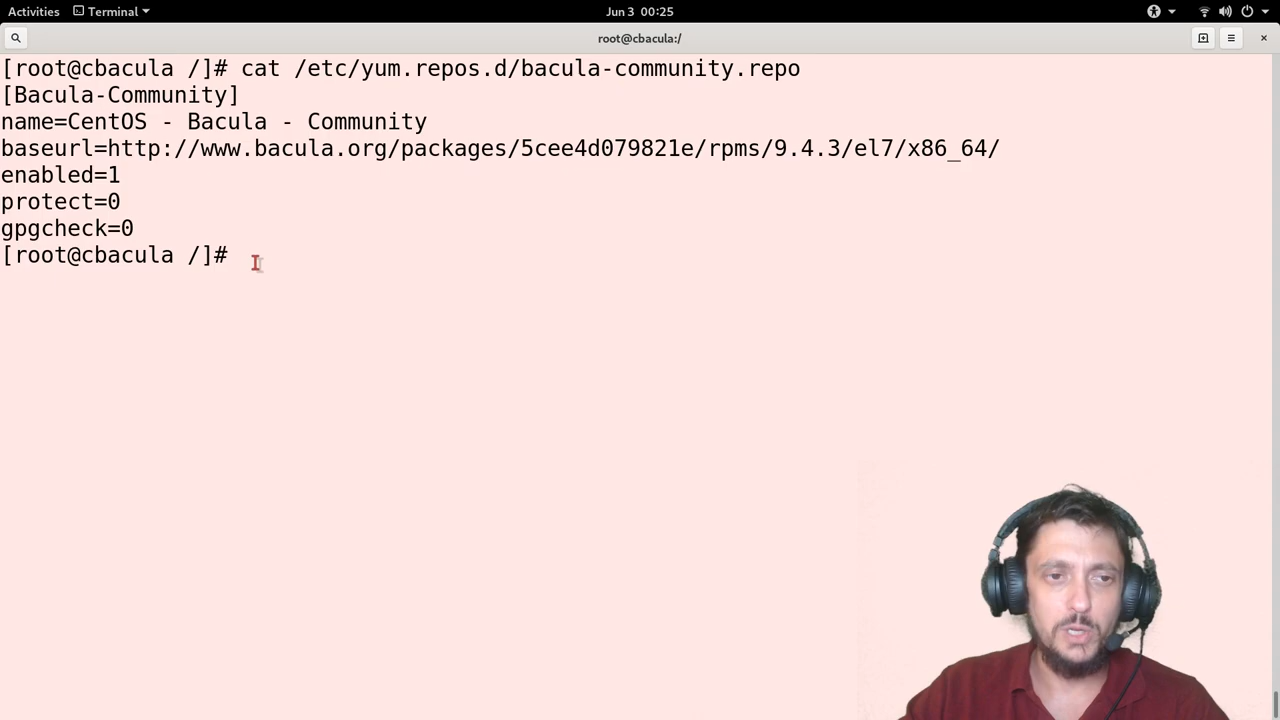 Activities Terminal Jun 3 00:25
root@cbacula:/
[root@cbacula /]# cat /etc/yum.repos.d/bacula-community.repo
[Bacula-Community]
name=CentOS - Bacula - Community
baseurl=http://www.bacula.org/packages/5cee4d079821e/rpms/9.4.3/el7/x86_64/
enabled=1
protect=0
gpgcheck=0
[root@cbacula /]#